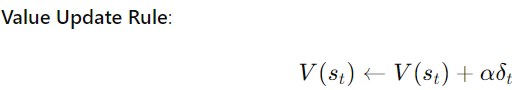 Value Update Rule:
V(s_t) ← V(s_t) + αδ_t